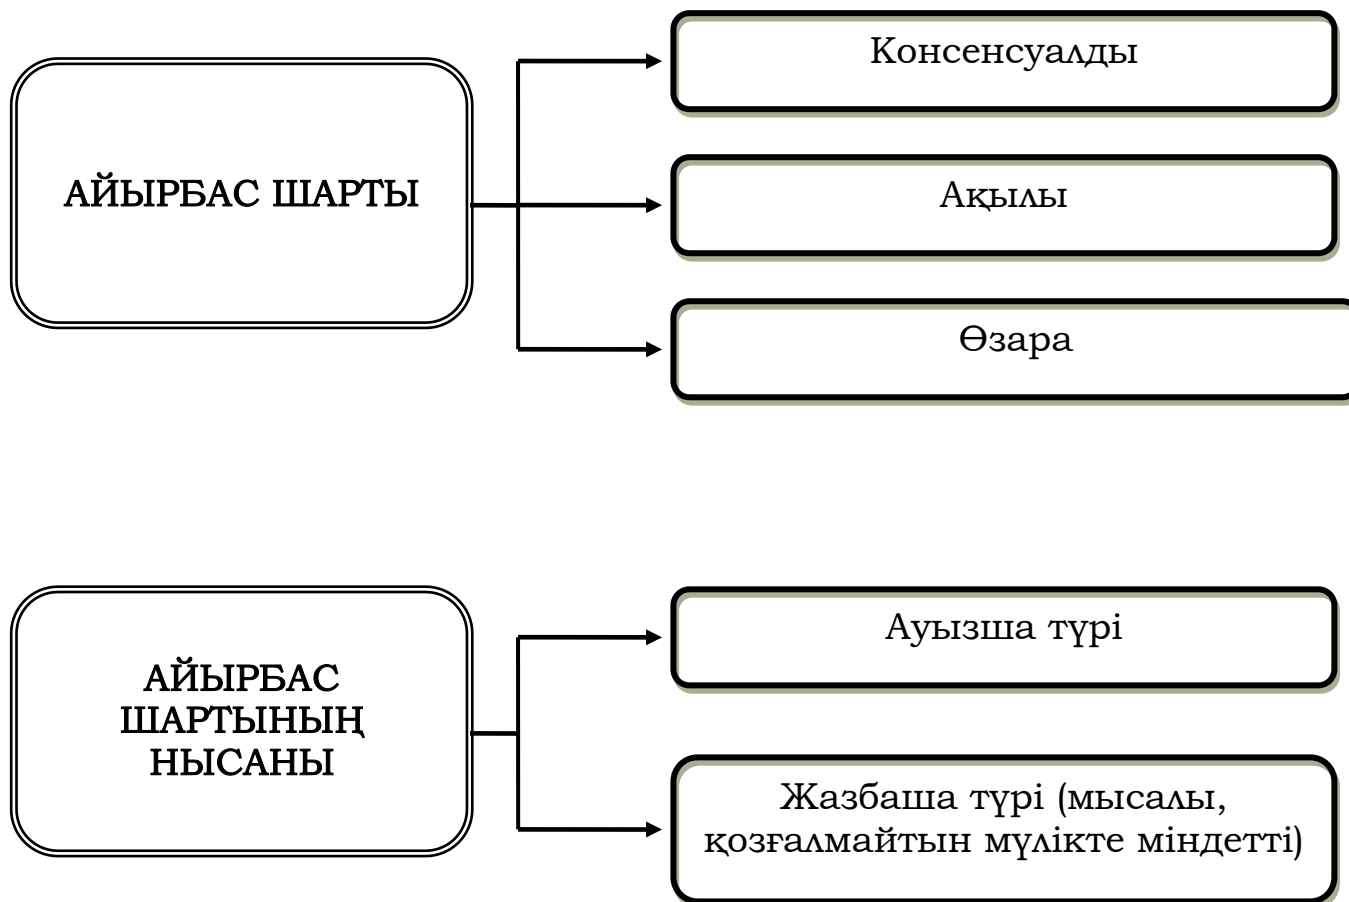 Консенсуалды
АЙЫРБАС ШАРТЫ
Ақылы
Өзара
Ауызша түрі
АЙЫРБАС
ШАРТЫНЫҢ
НЫСАНЫ
Жазбаша түрі (мысалы,
қозғалмайтын мүлікте міндетті)